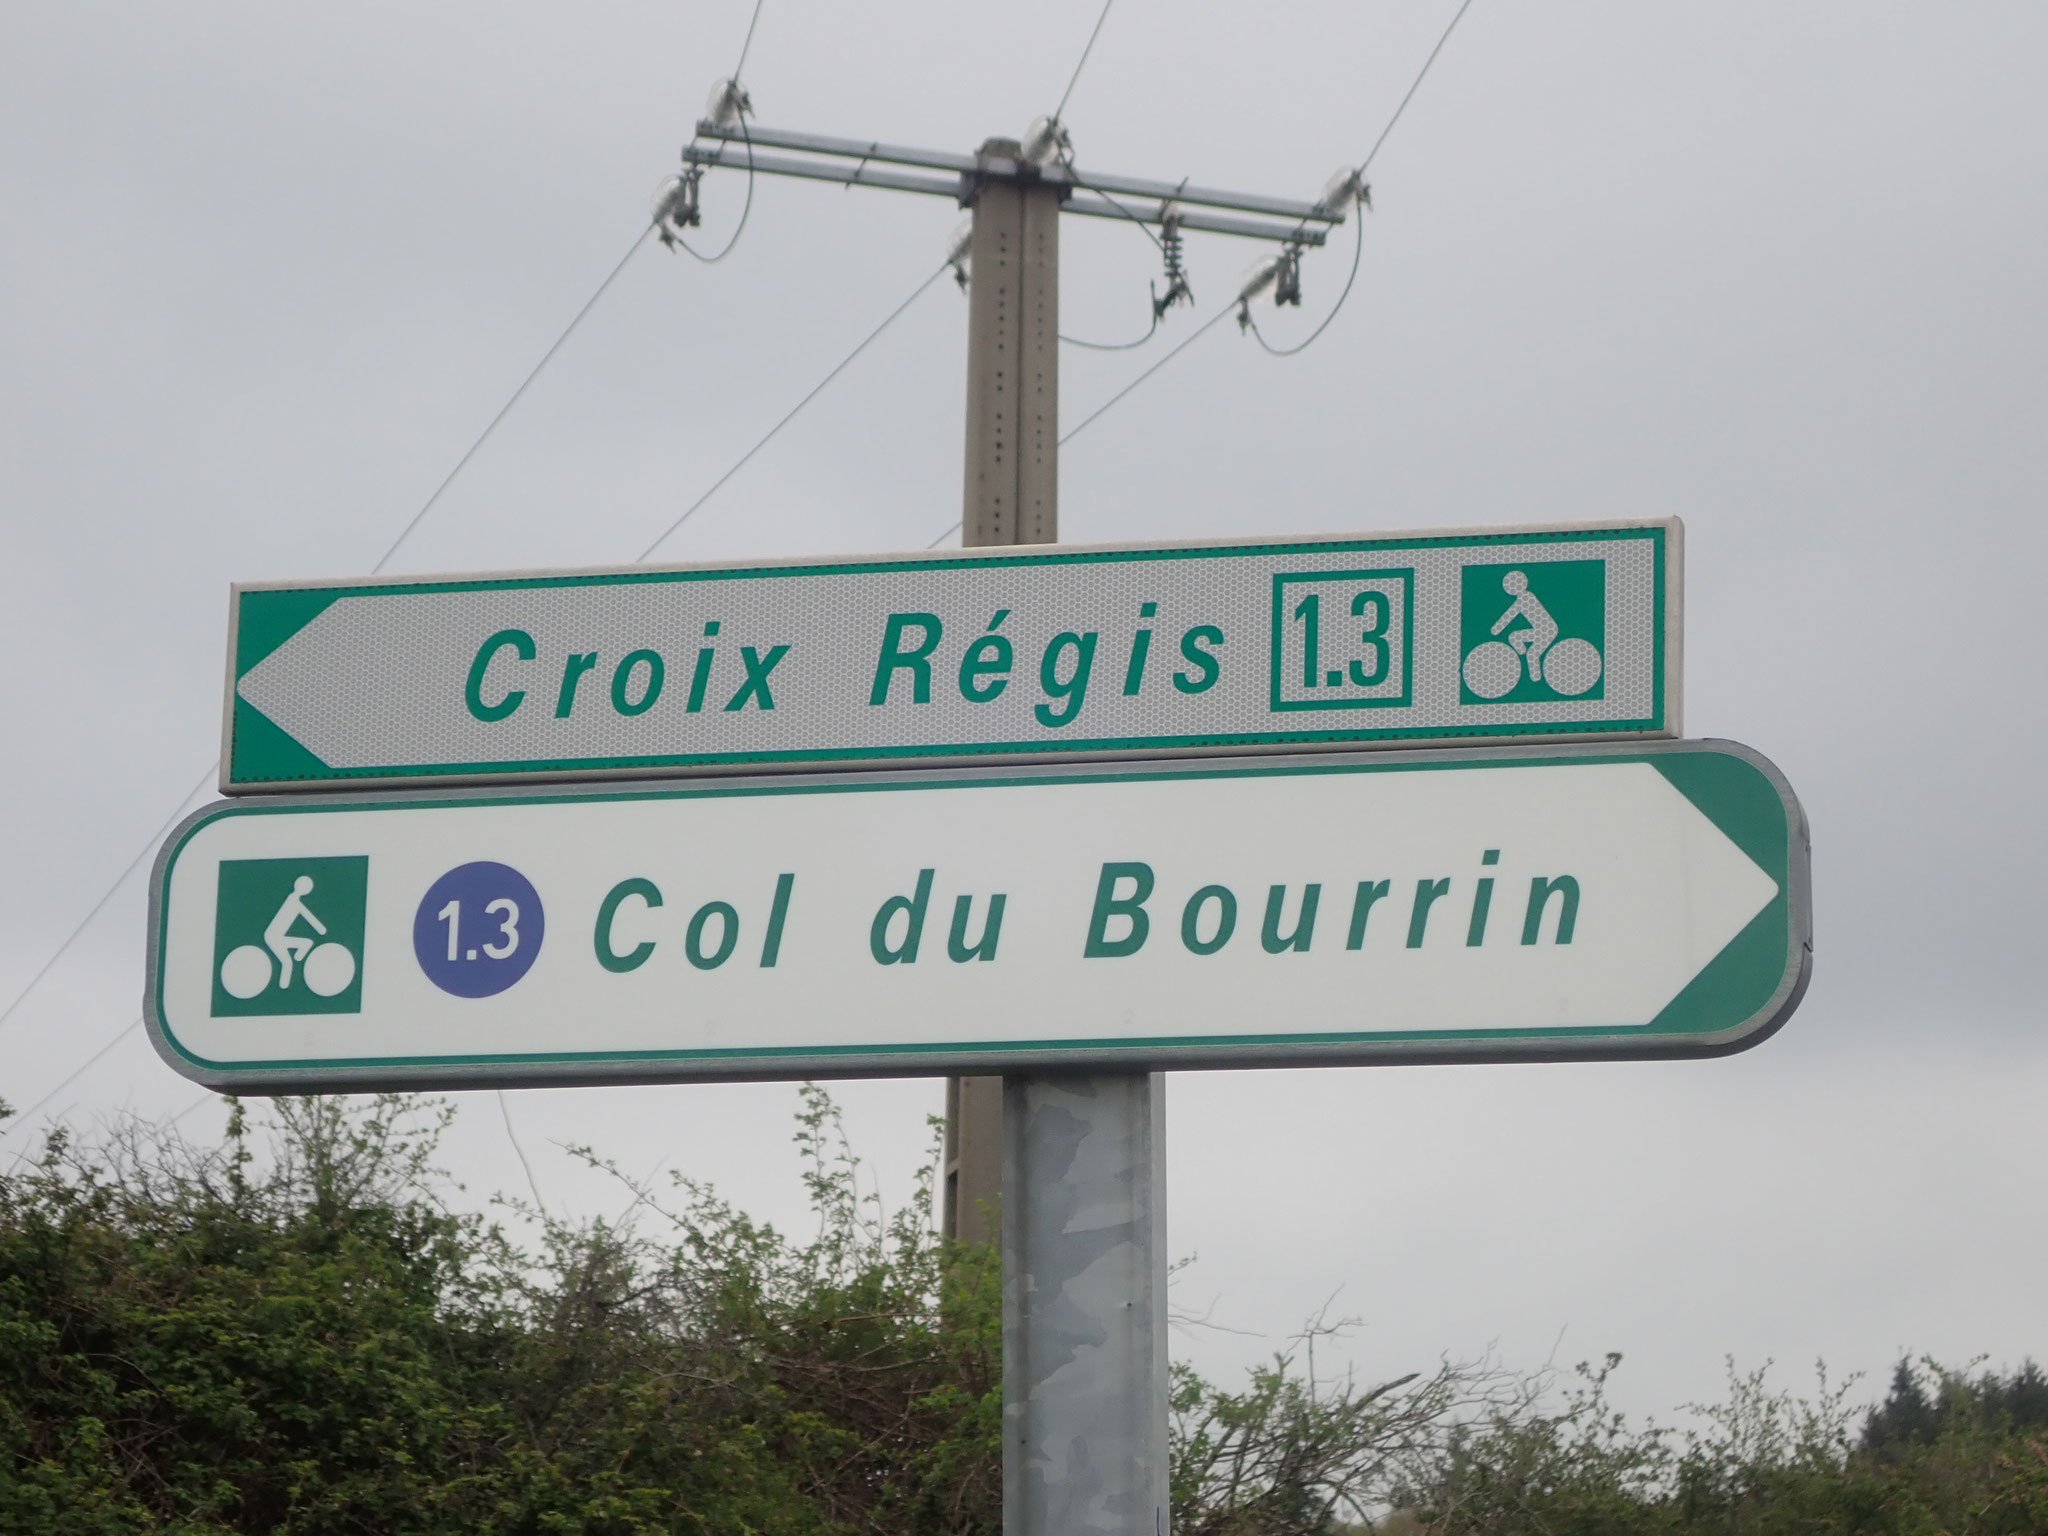 Croix Régis 1.3
1.3 Col du Bourrin